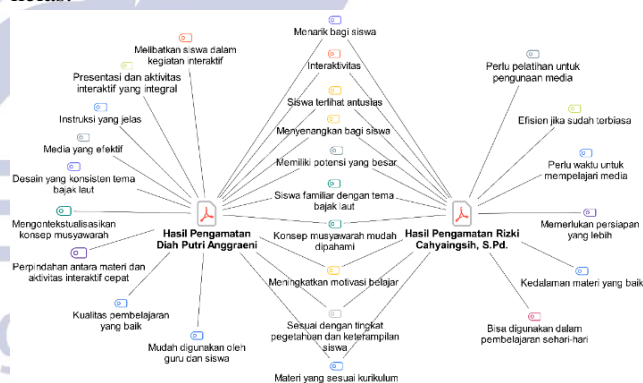 kelas.
Menarik bagi siswa
Melibatkan siswa dalam
kegiatan interaktif
Interaktivitas
Perlu pelatihan untuk
pengunaan media
Presentasi dan aktivitas
interaktif yang integral
Siswa terlihat antusias
Instruksi yang jelas
Efisien jika sudah terbiasa
Menyenangkan bagi siswa
Media yang efektif
Memiliki potensi yang besar
Perlu waktu untuk
mempelajari media
Desain yang konsisten tema
bajak laut
Siswa familiar dengan tema
bajak laut
Mengontekstualisasikan
konsep musyawarah
Hasil Pengamatan
Diah Putri Anggraeni
Konsep musyawarah mudah
dipahami
Hasil Pengamatan Rizki
Cahyaingsih, S.Pd.
Memerlukan persiapan
yang lebih
Perpindahan antara materi dan
aktivitas interaktif cepat
Meningkatkan motivasi belajar
Kedalaman materi yang baik
Kualitas pembelajaran
yang baik
Sesuai dengan tingkat
pegetahuan dan keterampilan
siswa
Bisa digunakan dalam
pembelajaran sehari-hari
Mudah digunakan oleh
guru dan siswa
Materi yang sesuai kurikulum